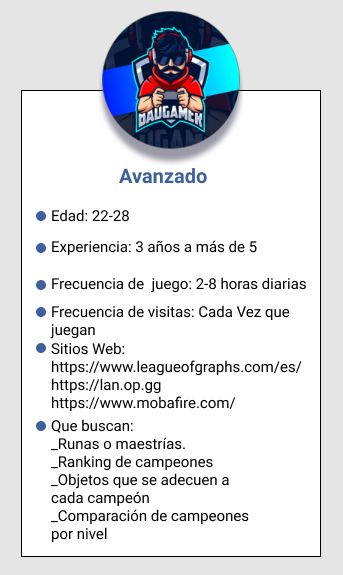 DADGAMER
Avanzado
Edad: 22-28
Experiencia: 3 años a más de 5
Frecuencia de juego: 2-8 horas diarias
Frecuencia de visitas: Cada Vez que
juegan
Sitios Web:
https://www.leagueofgraphs.com/es/
https://lan.op.gg
https://www.mobafire.com/
Que buscan:
_Runas o maestrías.
_Ranking de campeones
_Objetos que se adecuen a
cada campeón
_Comparación de campeones
por nivel